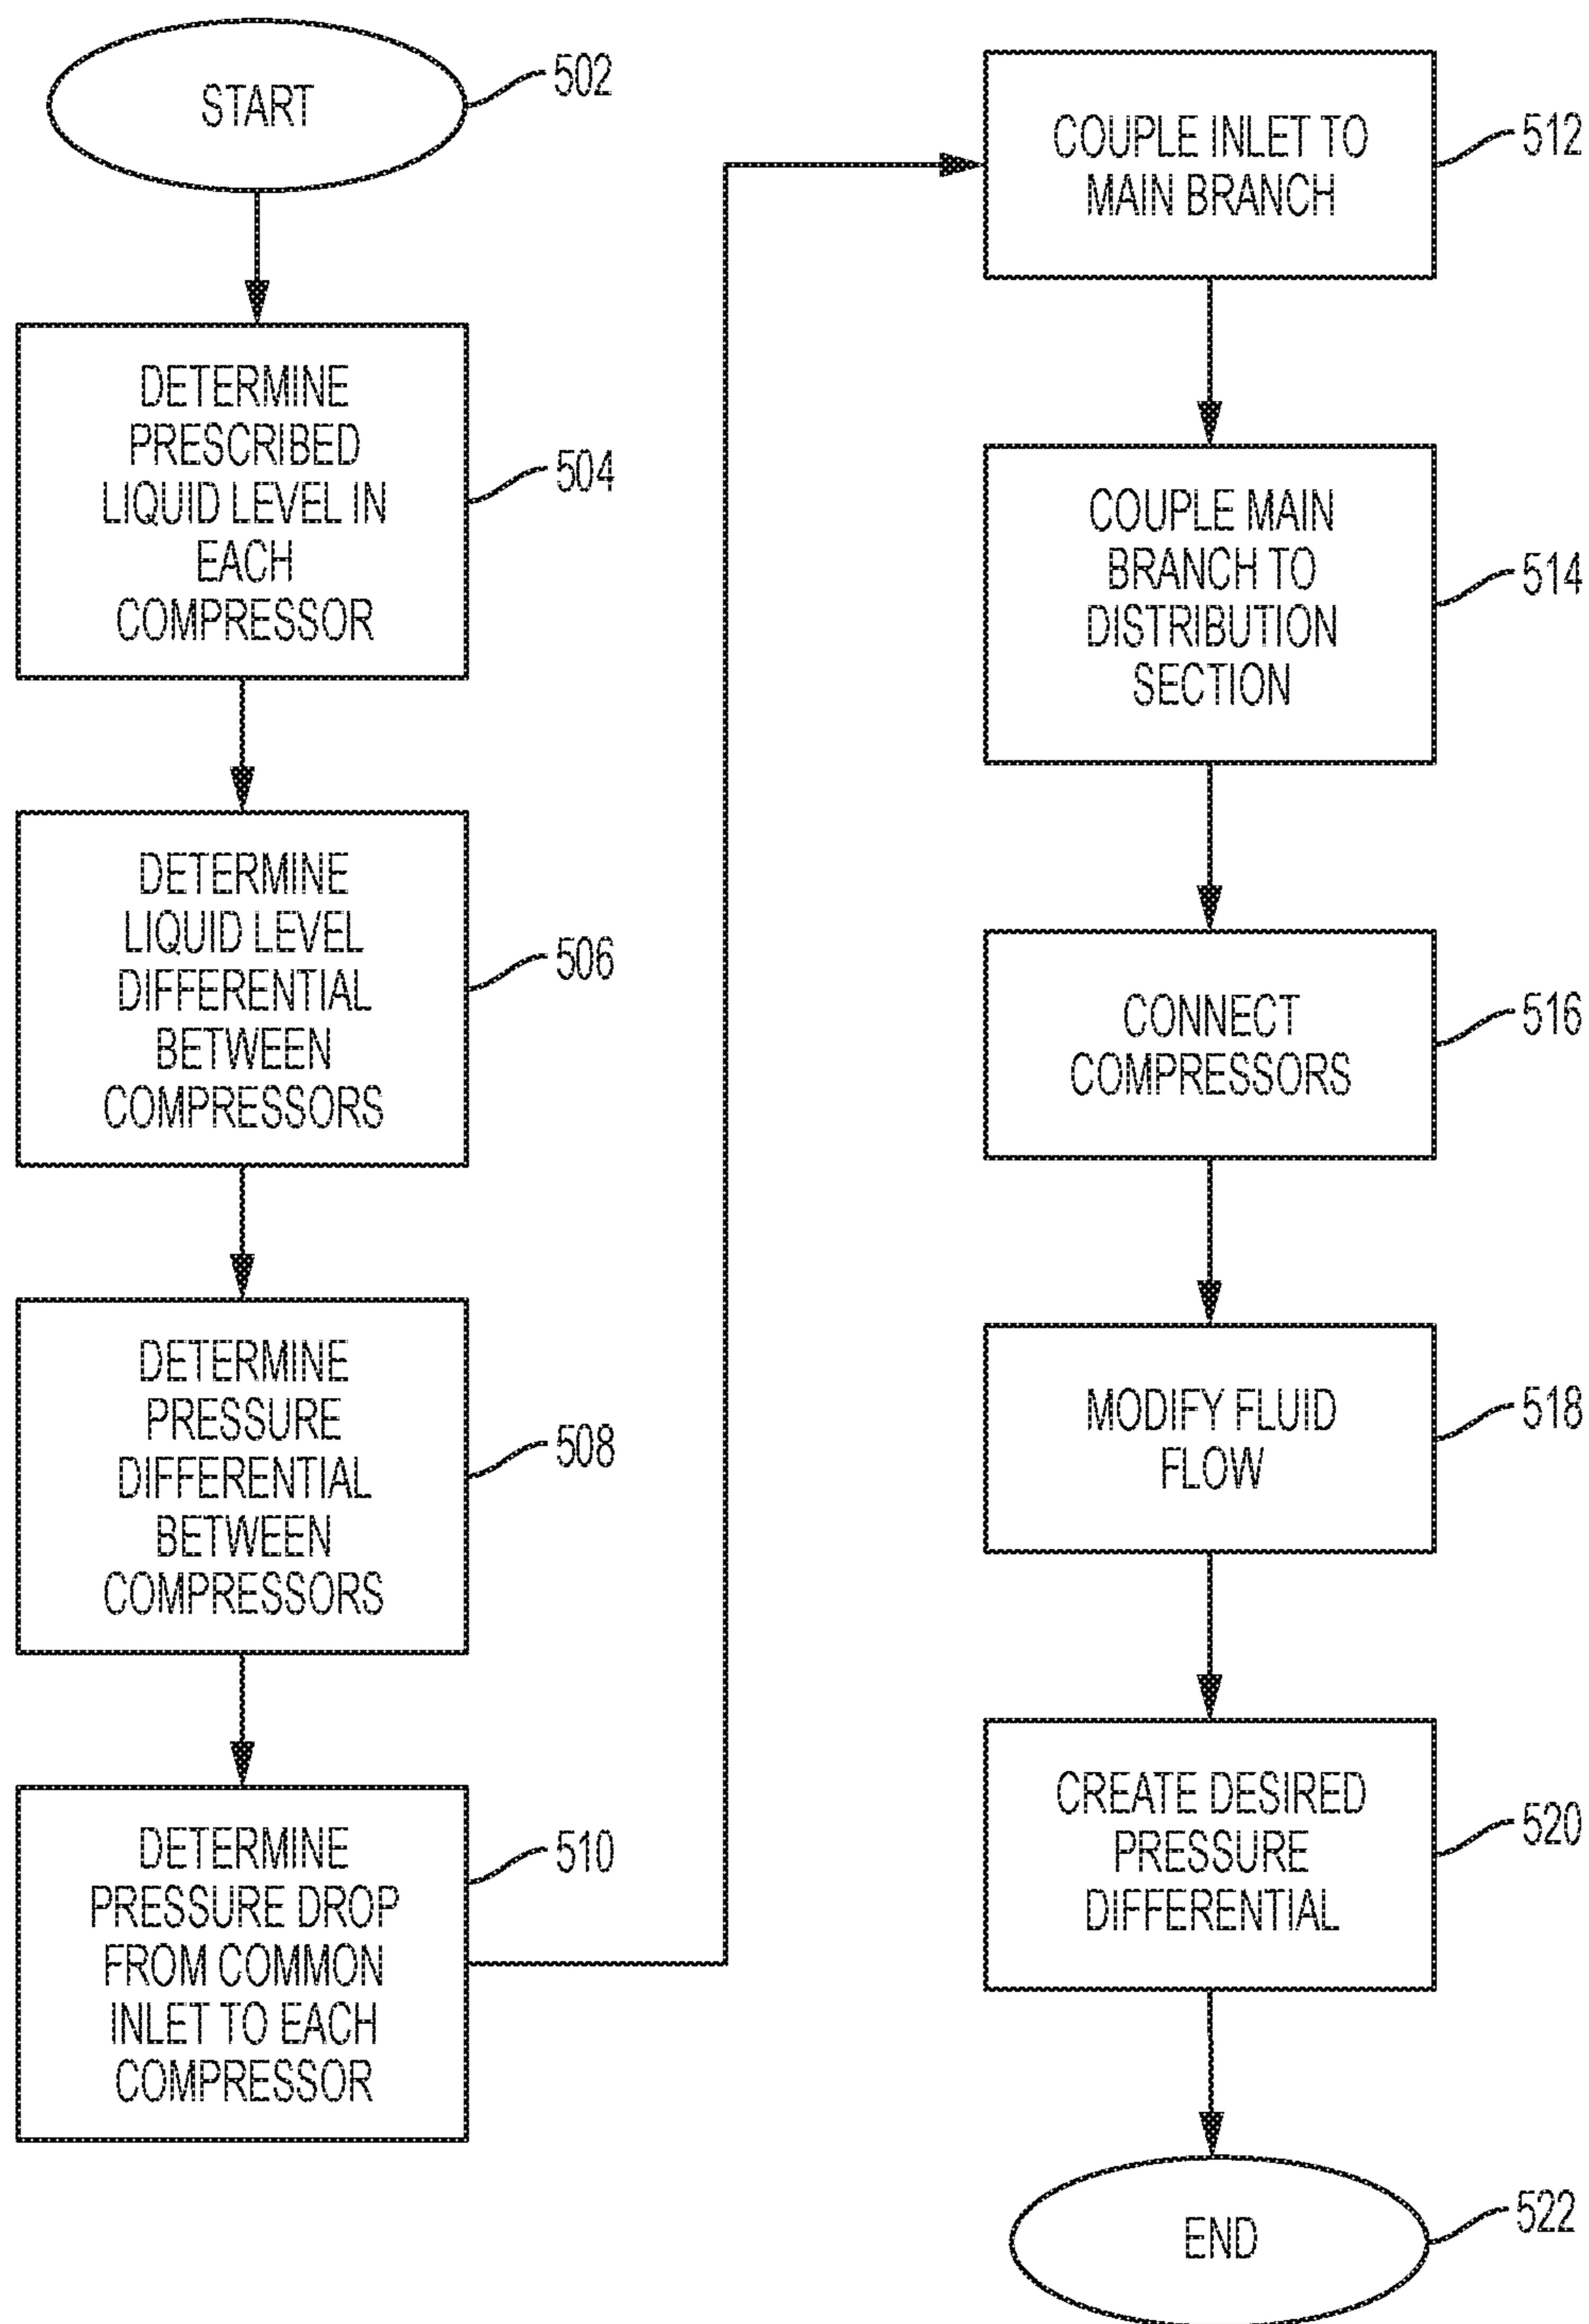 START
502
DETERMINE
PRESCRIBED
LIQUID LEVEL IN
EACH
COMPRESSOR
504
DETERMINE
LIQUID LEVEL
DIFFERENTIAL
BETWEEN
COMPRESSORS
506
DETERMINE
PRESSURE
DIFFERENTIAL
BETWEEN
COMPRESSORS
508
DETERMINE
PRESSURE DROP
FROM COMMON
INLET TO EACH
COMPRESSOR
510
COUPLE INLET TO
MAIN BRANCH
512
COUPLE MAIN
BRANCH TO
DISTRIBUTION
SECTION
514
CONNECT
COMPRESSORS
516
MODIFY FLUID
FLOW
518
CREATE DESIRED
PRESSURE
DIFFERENTIAL
520
END
522